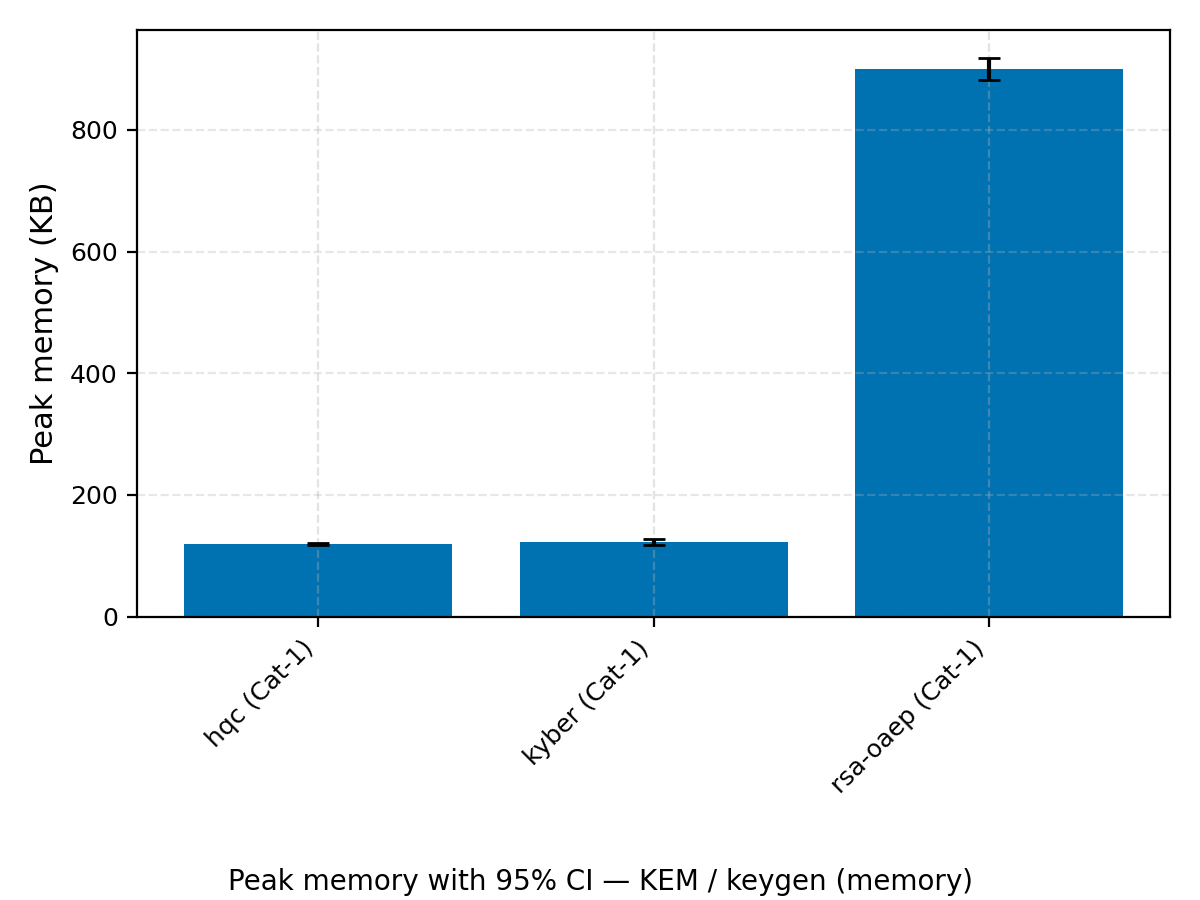 Peak memory (KB)
800
600
400
200
0
hqc (Cat-1)
kyber (Cat-1)
rsa-oaep (Cat-1)
Peak memory with 95% CI — KEM / keygen (memory)